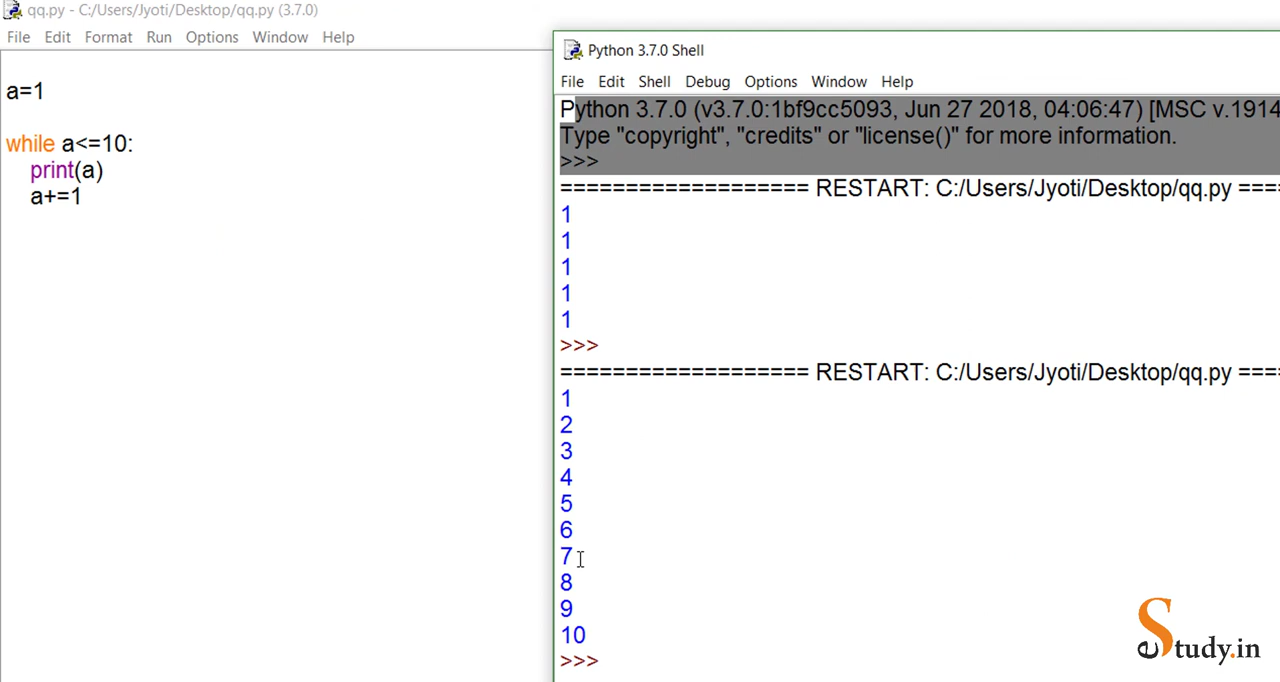 qq.py - C:/Users/Jyoti/Desktop/qq.py (3.7.0)
File Edit Format Run Options Window Help
a=1
while a<=10:
    print(a)
    a+=1
Python 3.7.0 Shell
File Edit Shell Debug Options Window Help
Python 3.7.0 (v3.7.0:1bf9cc5093, Jun 27 2018, 04:06:47) [MSC v.1914
Type "copyright", "credits" or "license()" for more information.
>>>
=================== RESTART: C:/Users/Jyoti/Desktop/qq.py ====
1
1
1
1
1
>>>
=================== RESTART: C:/Users/Jyoti/Desktop/qq.py ====
1
2
3
4
5
6
7
8
9
10
>>>
eStudy.in